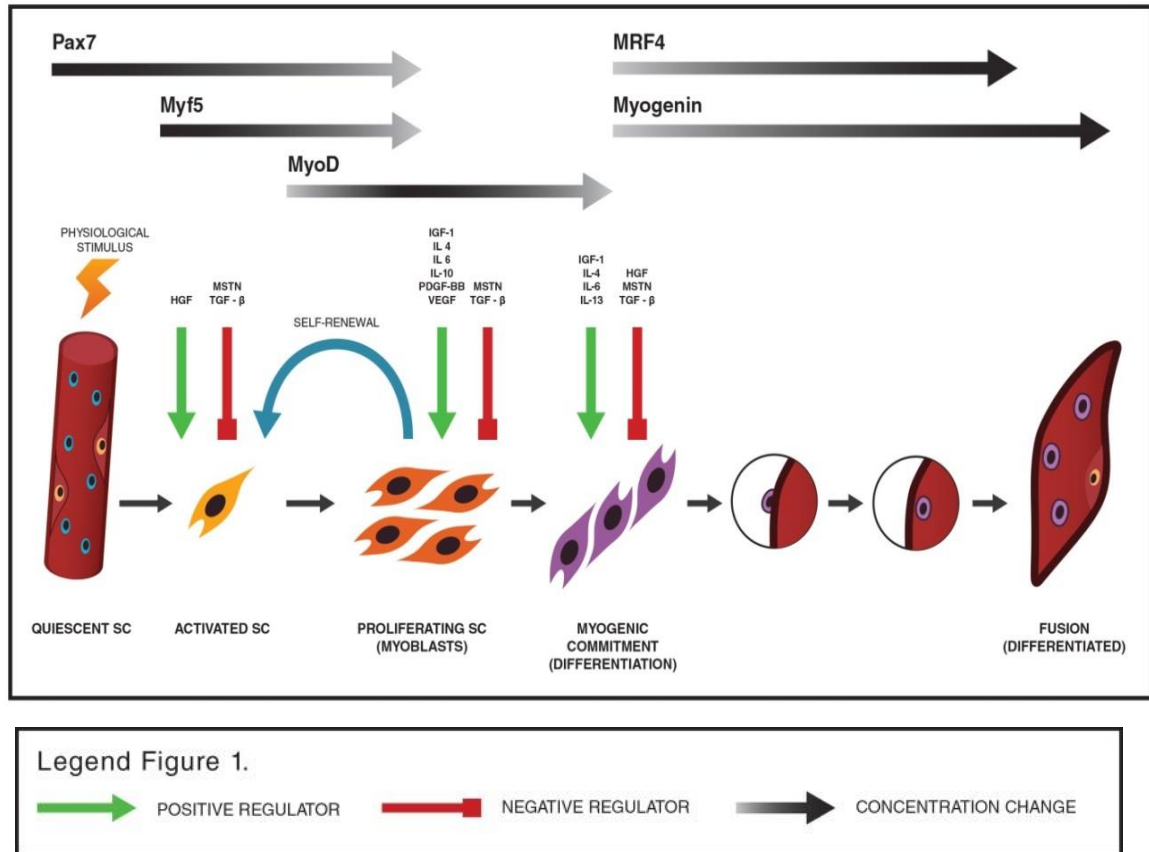 Pax7
MRF4
Myf5
Myogenin
MyoD
PHYSIOLOGICAL
STIMULUS
HGF
MSTN
TGF - β
SELF-RENEWAL
IGF-1
IL 4
IL 6
IL-10
PDGF-BB
VEGF
MSTN
TGF - β
IGF-1
IL-4
IL-6
IL-13
HGF
MSTN
TGF - β
QUIESCENT SC
ACTIVATED SC
PROLIFERATING SC
(MYOBLASTS)
MYOGENIC
COMMITMENT
(DIFFERENTIATION)
FUSION
(DIFFERENTIATED)
Legend Figure 1.
POSITIVE REGULATOR
NEGATIVE REGULATOR
CONCENTRATION CHANGE